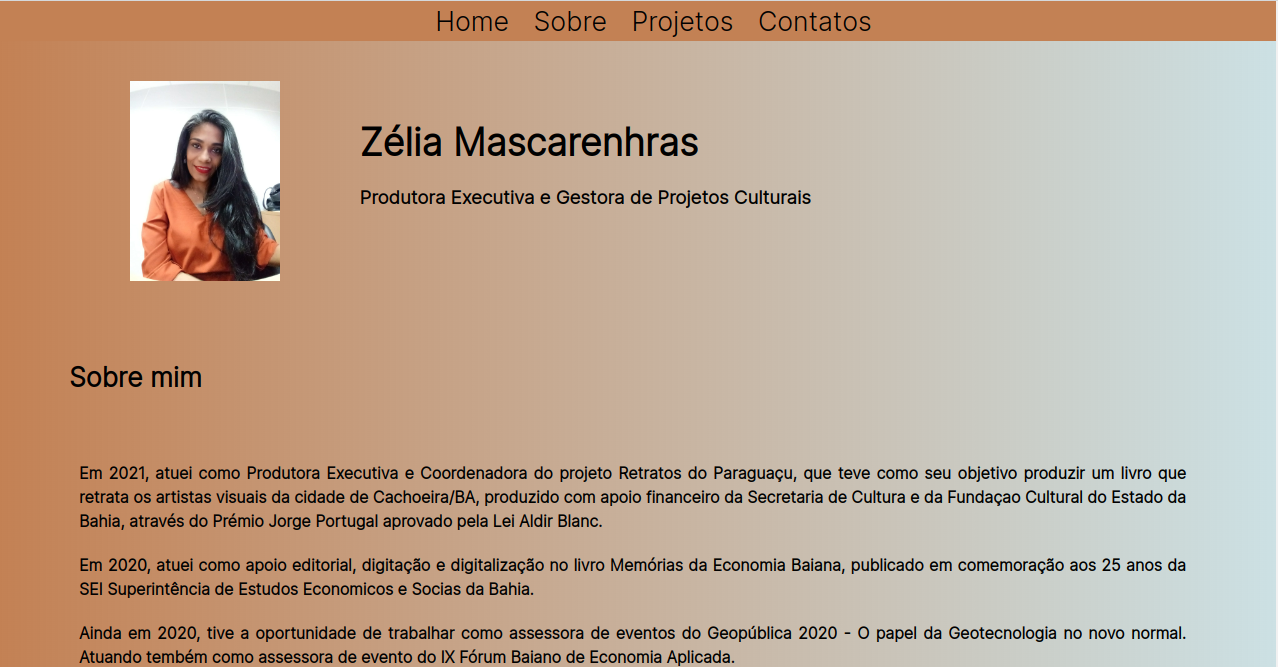 Home Sobre Projetos Contatos
Zélia Mascarenhras
Produtora Executiva e Gestora de Projetos Culturais
Sobre mim
Em 2021, atuei como Produtora Executiva e Coordenadora do projeto Retratos do Paraguaçu, que teve como seu objetivo produzir um livro que
retrata os artistas visuais da cidade de Cachoeira/BA, produzido com apoio financeiro da Secretaria de Cultura e da Fundaçao Cultural do Estado da
Bahia, através do Prémio Jorge Portugal aprovado pela Lei Aldir Blanc.
Em 2020, atuei como apoio editorial, digitação e digitalização no livro Memórias da Economia Baiana, publicado em comemoração aos 25 anos da
SEI Superintência de Estudos Economicos e Socias da Bahia.
Ainda em 2020, tive a oportunidade de trabalhar como assessora de eventos do Geopública 2020 - O papel da Geotecnologia no novo normal.
Atuando tembém como assessora de evento do IX Fórum Baiano de Economia Aplicada.